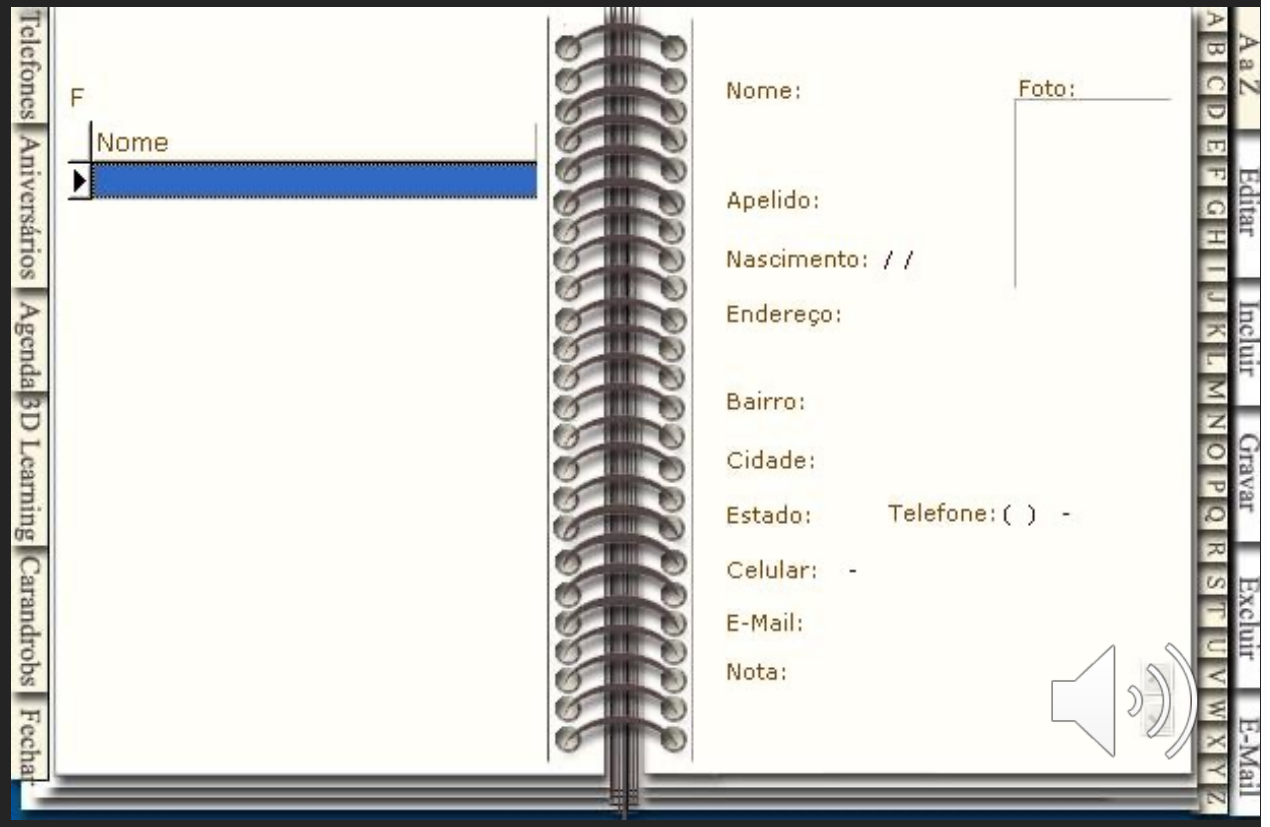 Telefones
Aniversários
Agenda
3D Learning
Carandrobs
Fechar
F
Nome
Nome:
Foto:
Apelido:
Nascimento: / /
Endereço:
Bairro:
Cidade:
Estado:
Telefone: ( ) -
Celular: -
E-Mail:
Nota:
A B C D E F G H I J K L M N O P Q R S T U V W X Y Z
A a Z
Editar
Incluir
Gravar
Excluir
E-Mail